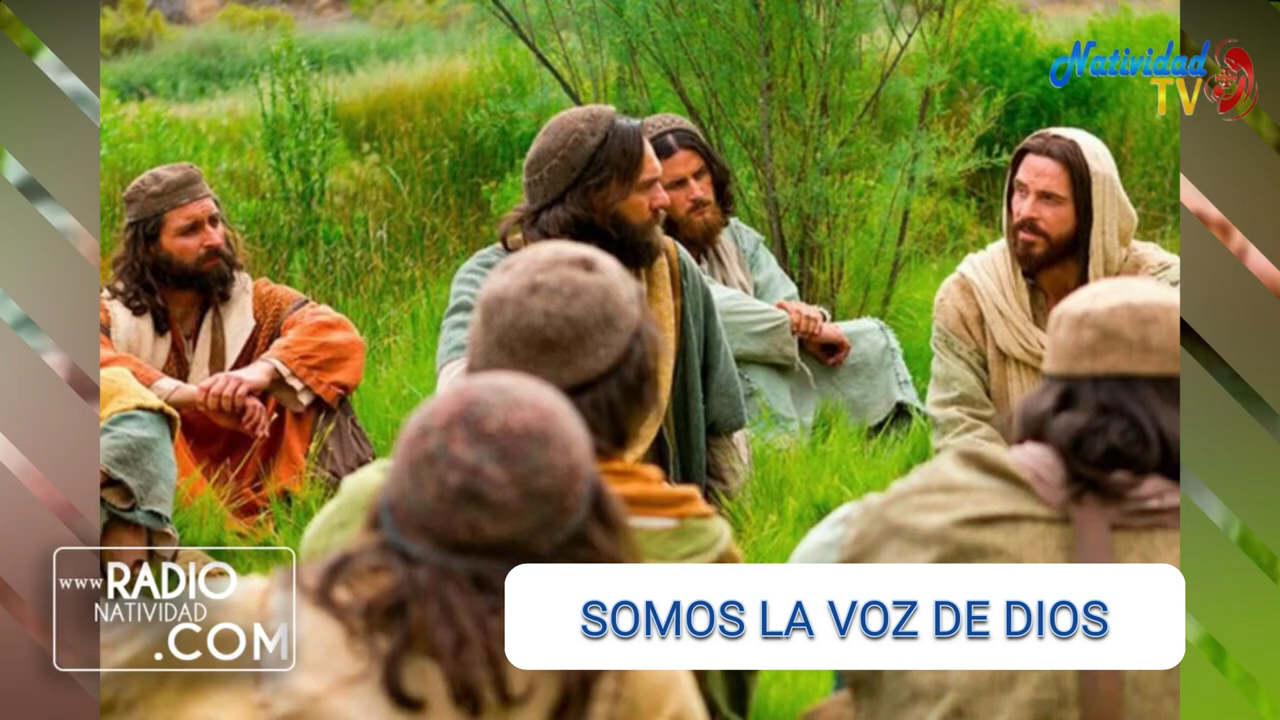 Natividad
TV
www RADIO
NATIVIDAD
.COM
SOMOS LA VOZ DE DIOS